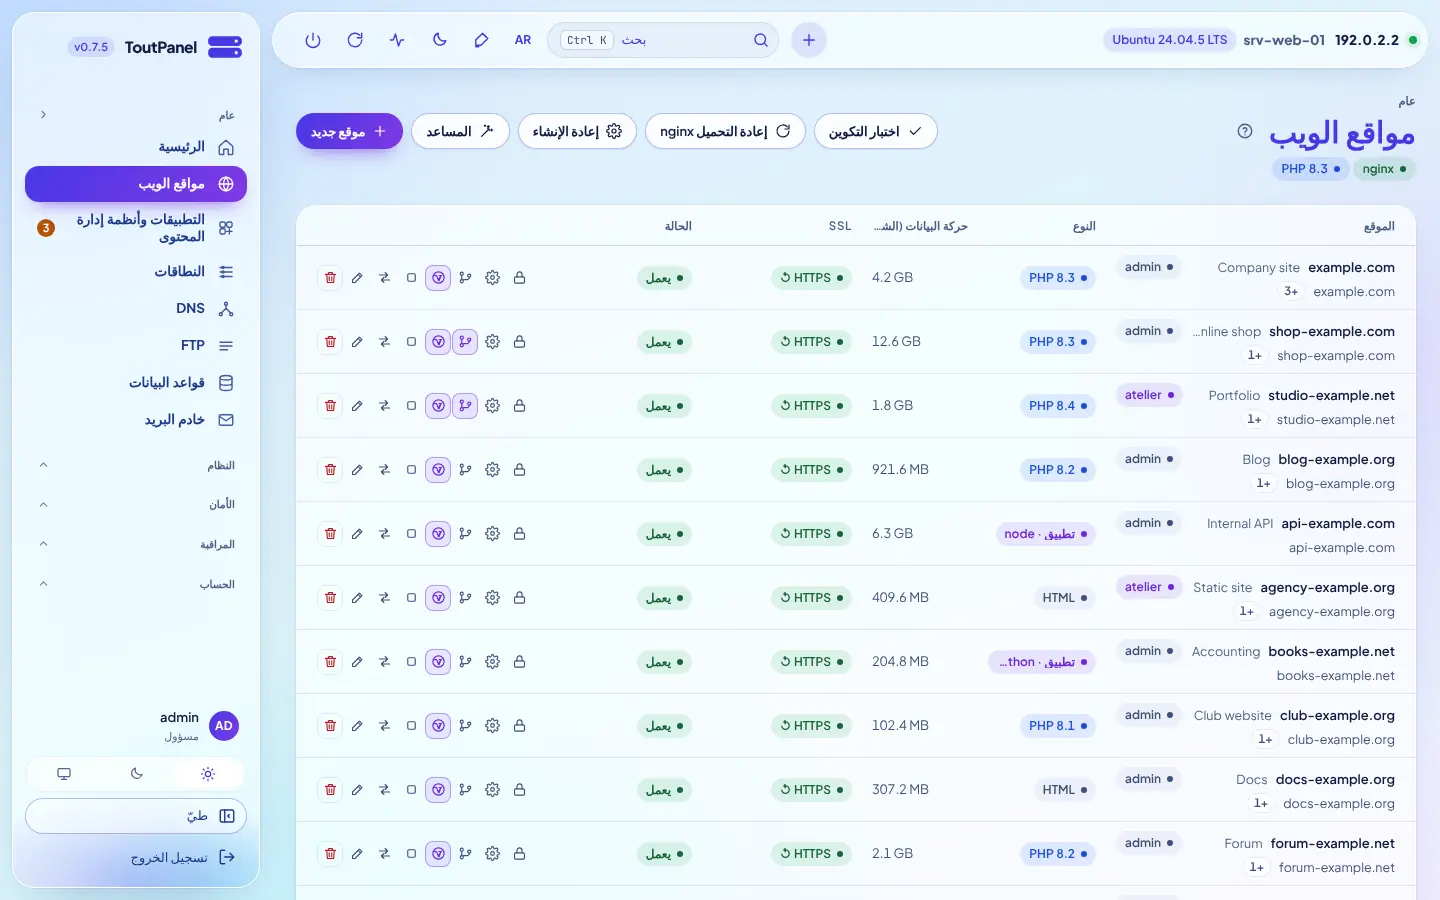 ToutPanel v0.7.5
عام
الرئيسية
مواقع الويب
التطبيقات وأنظمة إدارة
المحتوى
3
النطاقات
DNS
FTP
قواعد البيانات
خادم البريد
النظام
الأمان
المراقبة
الحساب
AD admin
مسؤول
طيّ
تسجيل الخروج
192.0.2.2 srv-web-01 Ubuntu 24.04.5 LTS
بحث Ctrl K
AR
عام
مواقع الويب
nginx PHP 8.3
اختبار التكوين
إعادة التحميل nginx
إعادة الإنشاء
المساعد
موقع جديد
الموقع النوع حركة البيانات (الش... SSL الحالة
example.com Company site admin PHP 8.3 4.2 GB HTTPS يعمل
example.com 3+
shop-example.com ...nline shop admin PHP 8.3 12.6 GB HTTPS يعمل
shop-example.com 1+
studio-example.net Portfolio atelier PHP 8.4 1.8 GB HTTPS يعمل
studio-example.net 1+
blog-example.org Blog admin PHP 8.2 921.6 MB HTTPS يعمل
blog-example.org 1+
api-example.com Internal API admin تطبيق · node 6.3 GB HTTPS يعمل
api-example.com
agency-example.org Static site atelier HTML 409.6 MB HTTPS يعمل
agency-example.org 1+
books-example.net Accounting admin تطبيق · thon... 204.8 MB HTTPS يعمل
books-example.net
club-example.org Club website admin PHP 8.1 102.4 MB HTTPS يعمل
club-example.org 1+
docs-example.org Docs admin HTML 307.2 MB HTTPS يعمل
docs-example.org 1+
forum-example.net Forum admin PHP 8.2 2.1 GB HTTPS يعمل
forum-example.net 1+